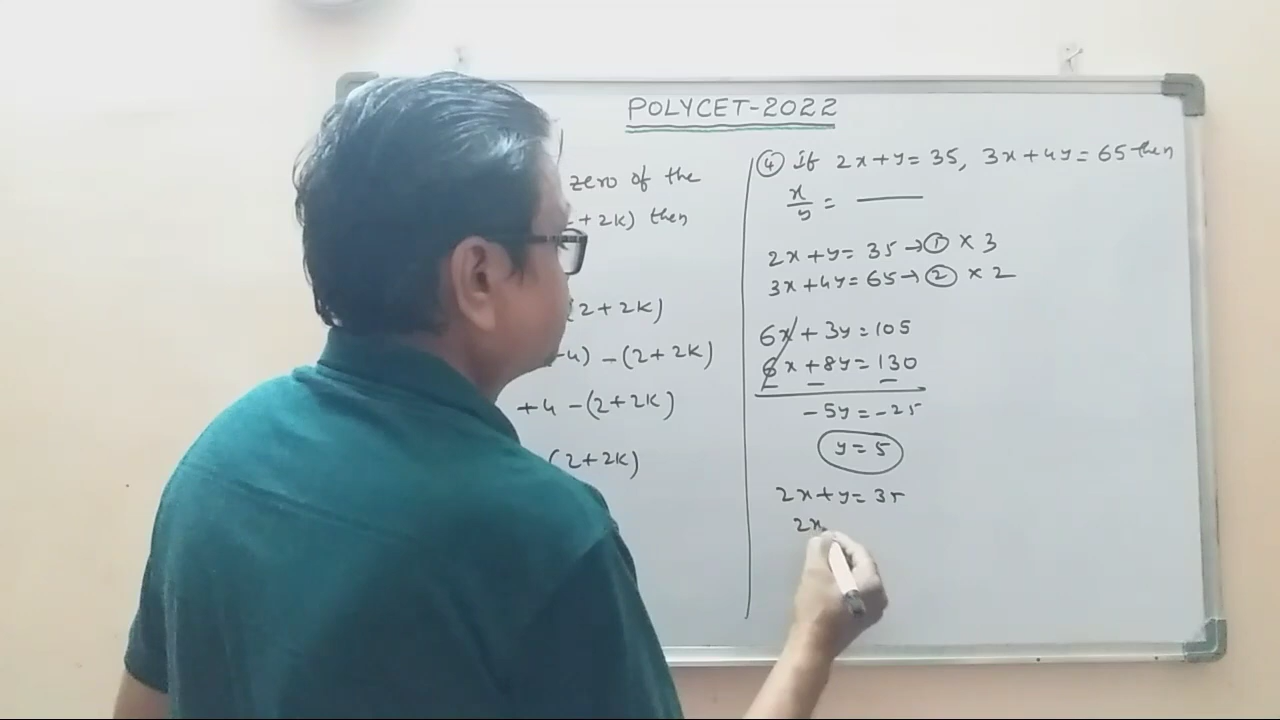 POLYCET-2022
zero of the
+2K) then
(2+2K)
4) -(2+2K)
+4 -(2+2K)
(2+2K)
④ If 2x+y=35, 3x+4y=65 then
x/y = ___
2x+y=35→① ×3
3x+4y=65→② ×2
6x+3y=105
6x+8y=130
- - -
-5y=-25
y=5
2x+y=35
2x